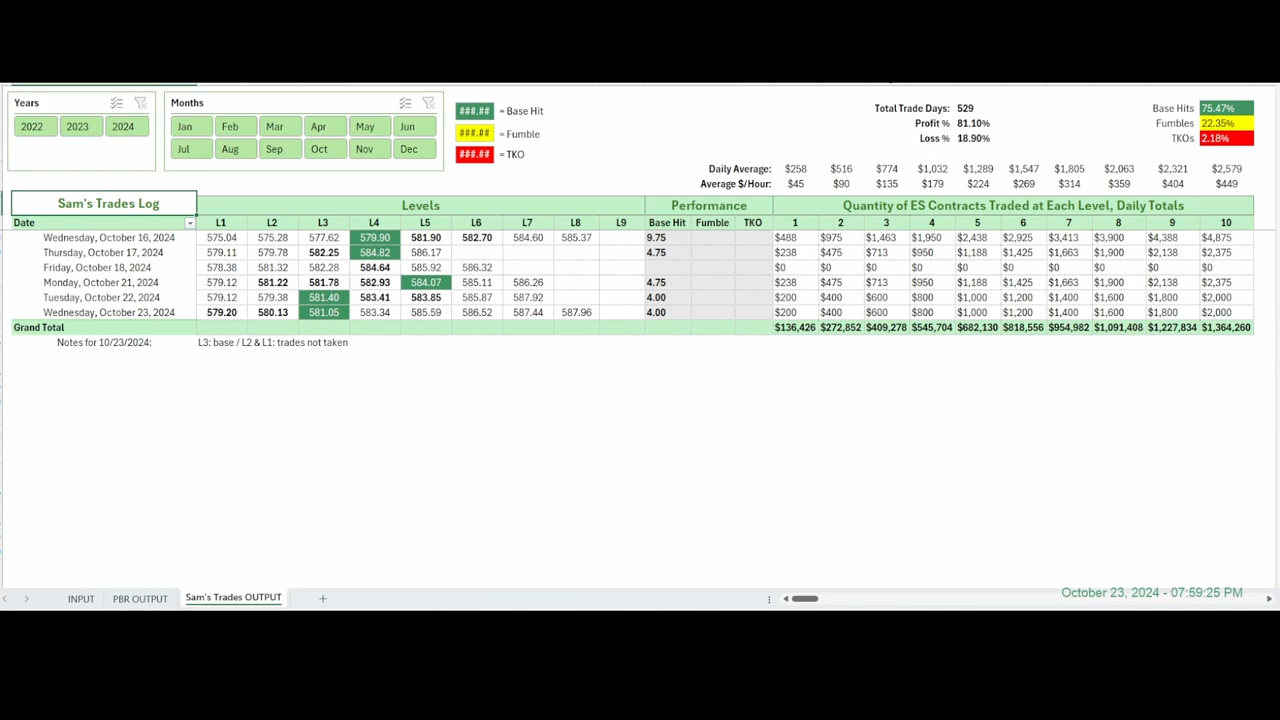 Years
2022 2023 2024
Months
Jan Feb Mar Apr May Jun
Jul Aug Sep Oct Nov Dec
###.## = Base Hit
###.## = Fumble
###.## = TKO
Total Trade Days: 529
Profit % 81.10%
Loss % 18.90%
Base Hits 75.47%
Fumbles 22.35%
TKOs 2.18%
Daily Average: $258 $516 $774 $1,032 $1,289 $1,547 $1,805 $2,063 $2,321 $2,579
Average $/Hour: $45 $90 $135 $179 $224 $269 $314 $359 $404 $449
Sam's Trades Log Levels Performance Quantity of ES Contracts Traded at Each Level, Daily Totals
Date L1 L2 L3 L4 L5 L6 L7 L8 L9 Base Hit Fumble TKO 1 2 3 4 5 6 7 8 9 10
Wednesday, October 16, 2024 575.04 575.28 577.62 579.90 581.90 582.70 584.60 585.37 9.75 $488 $975 $1,463 $1,950 $2,438 $2,925 $3,413 $3,900 $4,388 $4,875
Thursday, October 17, 2024 579.11 579.78 582.25 584.82 586.17 4.75 $238 $475 $713 $950 $1,188 $1,425 $1,663 $1,900 $2,138 $2,375
Friday, October 18, 2024 578.38 581.32 582.28 584.64 585.92 586.32 $0 $0 $0 $0 $0 $0 $0 $0 $0 $0
Monday, October 21, 2024 579.12 581.22 581.78 582.93 584.07 585.11 586.26 4.75 $238 $475 $713 $950 $1,188 $1,425 $1,663 $1,900 $2,138 $2,375
Tuesday, October 22, 2024 579.12 579.38 581.40 583.41 583.85 585.87 587.92 4.00 $200 $400 $600 $800 $1,000 $1,200 $1,400 $1,600 $1,800 $2,000
Wednesday, October 23, 2024 579.20 580.13 581.05 583.34 585.59 586.52 587.44 587.96 4.00 $200 $400 $600 $800 $1,000 $1,200 $1,400 $1,600 $1,800 $2,000
Grand Total $136,426 $272,852 $409,278 $545,704 $682,130 $818,556 $954,982 $1,091,408 $1,227,834 $1,364,260
Notes for 10/23/2024: L3: base / L2 & L1: trades not taken
INPUT PBR OUTPUT Sam's Trades OUTPUT
October 23, 2024 - 07:59:25 PM